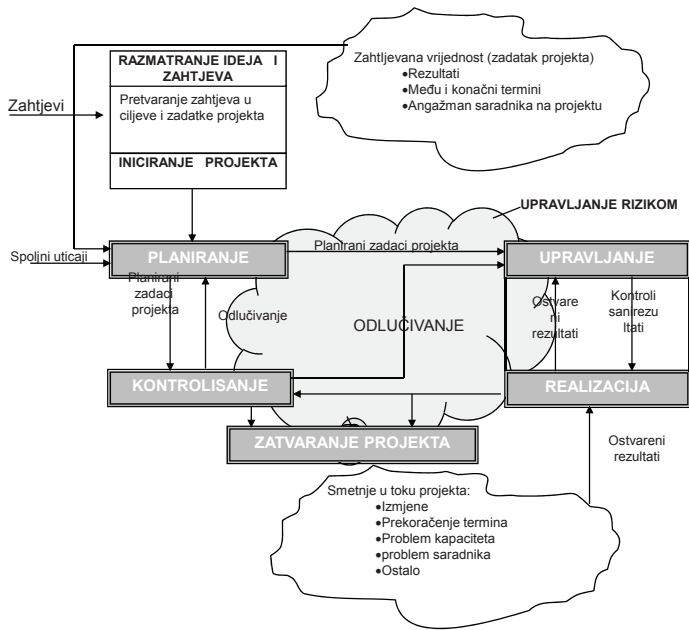 RAZMATRANJE IDEJA I
ZAHTJEVA
Pretvaranje zahtjeva u
ciljeve i zadatke projekta
INICIRANJE PROJEKTA
Zahtjevi
Zahtljevana vrijednost (zadatak projekta)
•Rezultati
•Među i konačni termini
•Angažman saradnika na projektu
UPRAVLJANJE RIZIKOM
Spoljni uticaji
PLANIRANJE
Planirani zadaci projekta
UPRAVLJANJE
Planirani
zadaci
projekta
Odlučivanje
ODLUČIVANJE
Ostvare
ni
rezultati
Kontroli
sanirezu
ltati
KONTROLISANJE
REALIZACIJA
ZATVARANJE PROJEKTA
Ostvareni
rezultati
Smetnje u toku projekta:
•Izmjene
•Prekoračenje termina
•Problem kapaciteta
•problem saradnika
•Ostalo